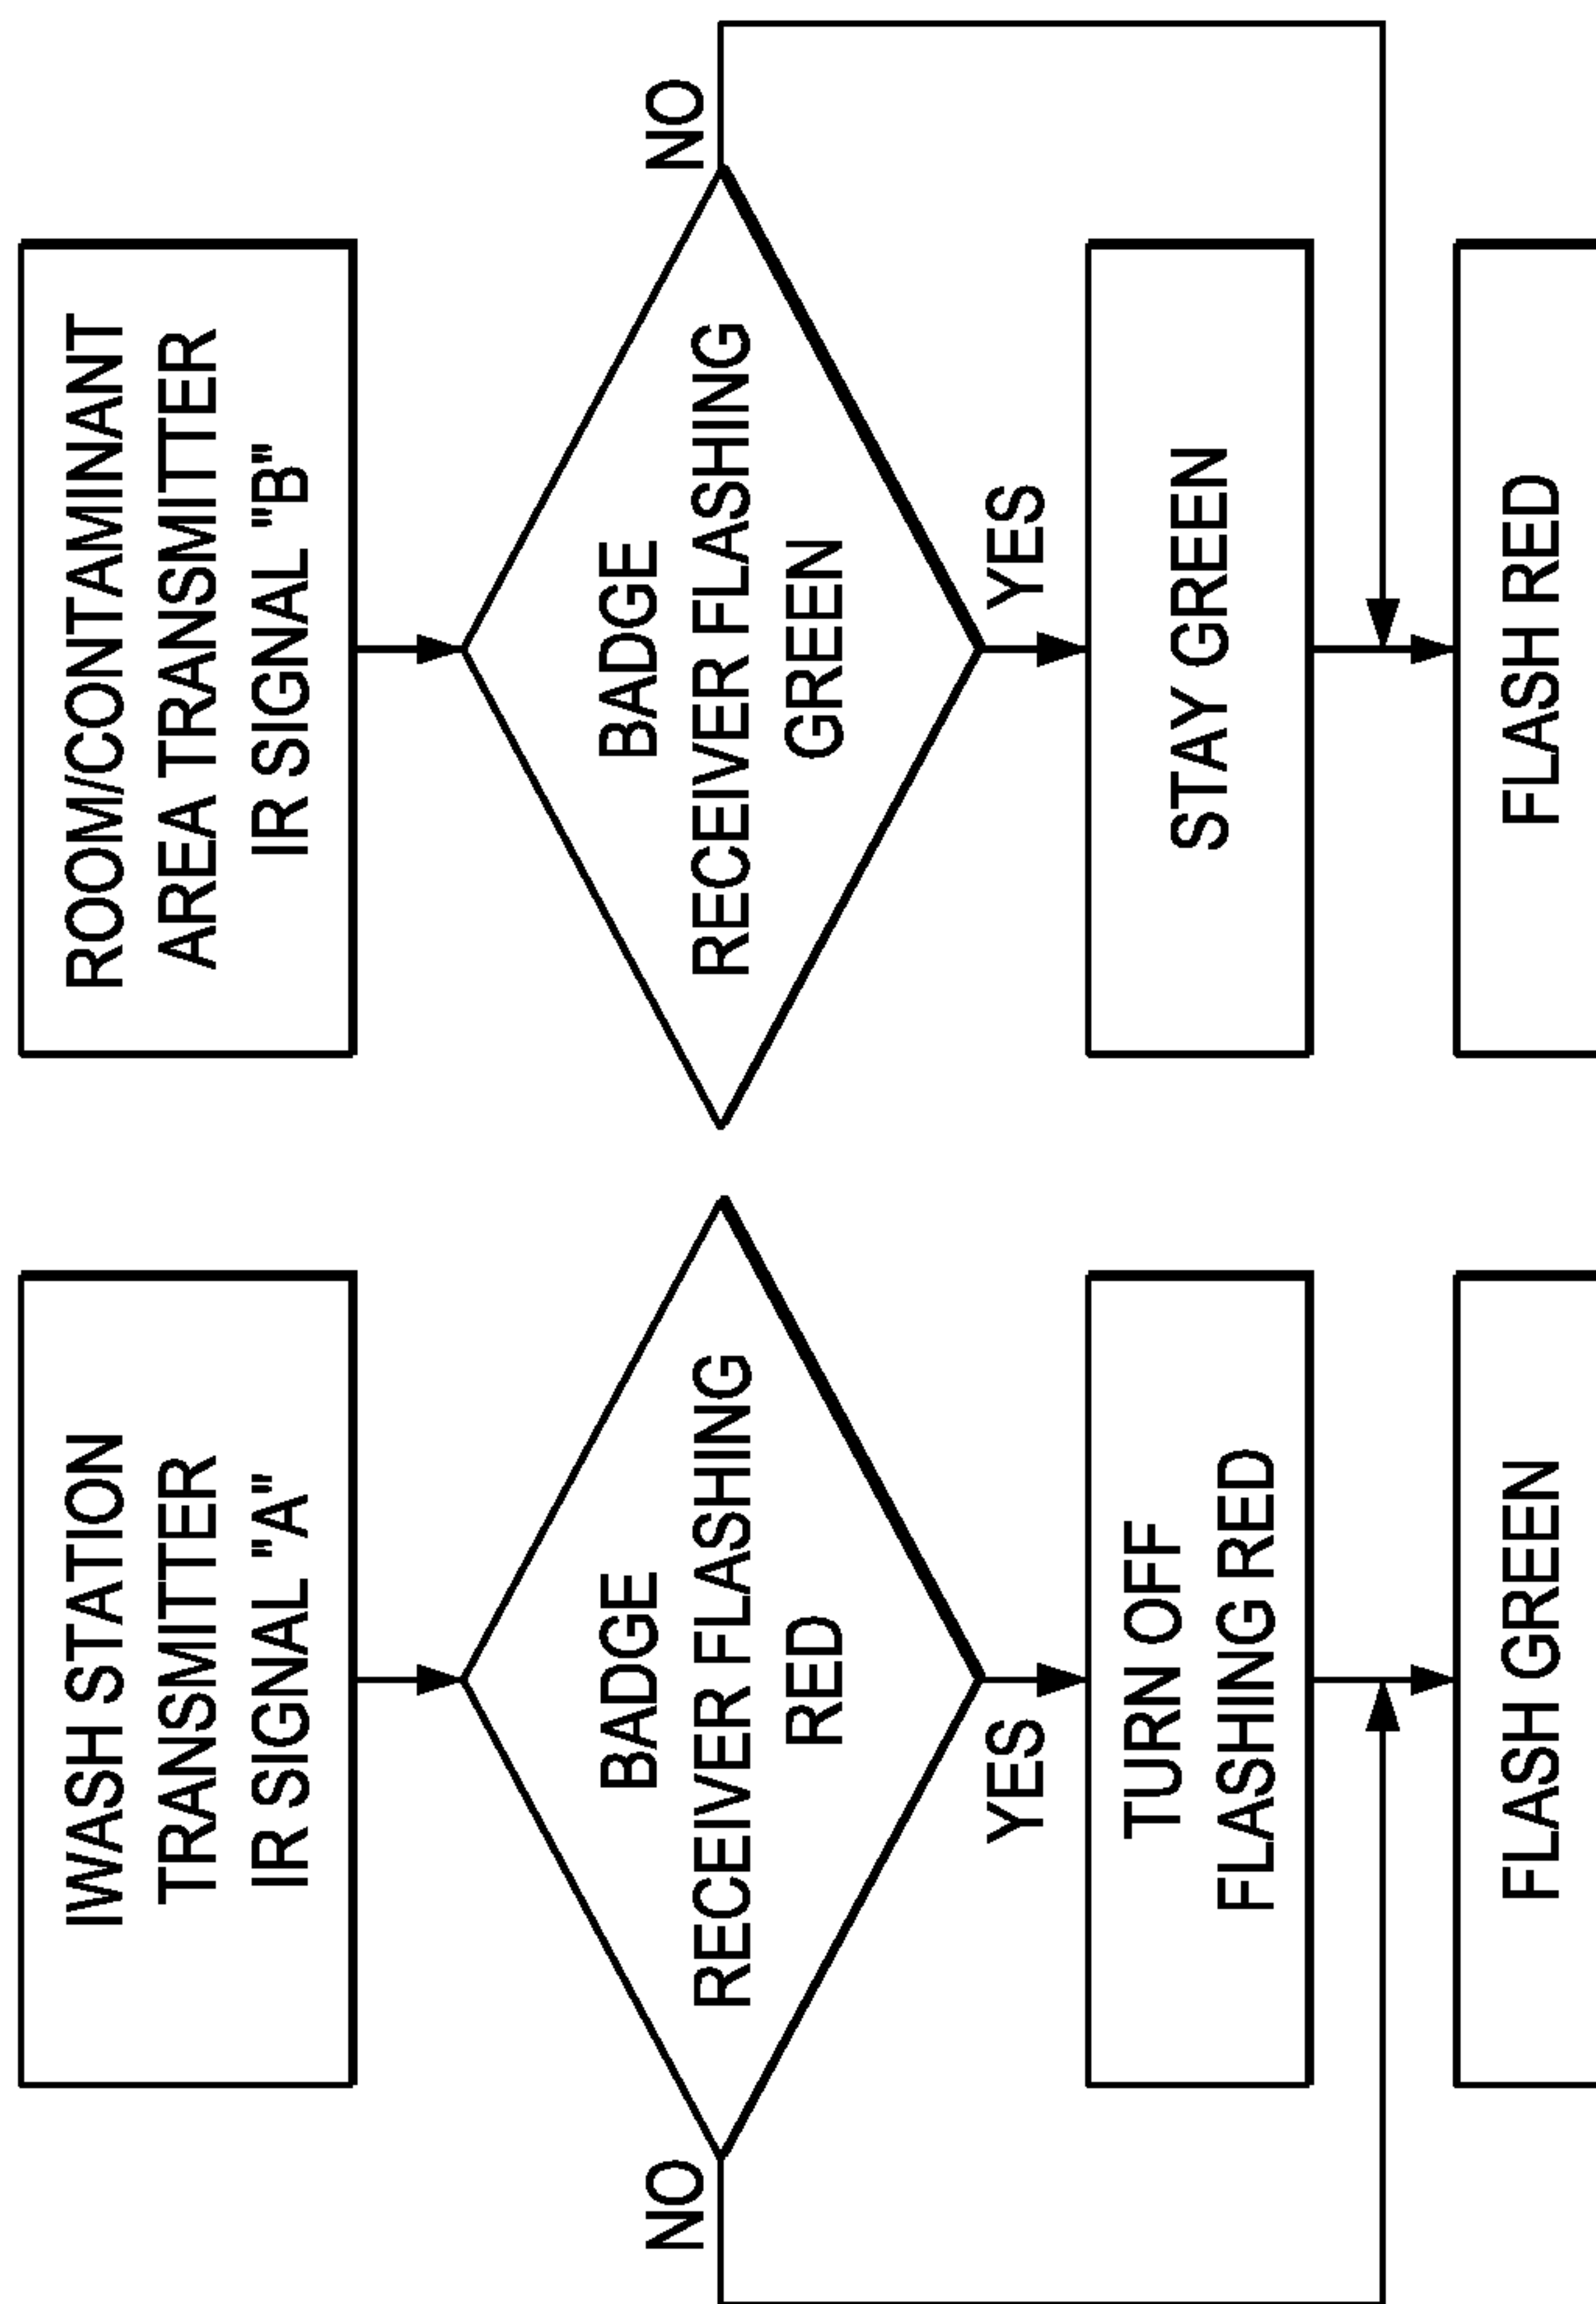 IWASH STATION
TRANSMITTER
IR SIGNAL "A"
BADGE
RECEIVER FLASHING
RED
NO
YES
TURN OFF
FLASHING RED
FLASH GREEN
ROOM/CONTAMINANT
AREA TRANSMITTER
IR SIGNAL "B"
BADGE
RECEIVER FLASHING
GREEN
NO
YES
STAY GREEN
FLASH RED